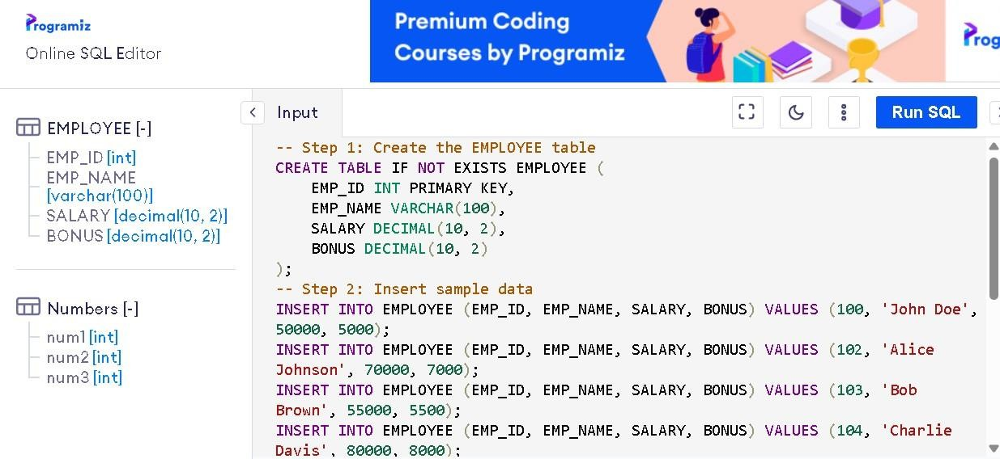 Programiz
Online SQL Editor
Premium Coding
Courses by Programiz
Prog
EMPLOYEE [-]
EMP_ID [int]
EMP_NAME
[varchar(100)]
SALARY [decimal(10, 2)]
BONUS [decimal(10, 2)]
Numbers [-]
num1 [int]
num2 [int]
num3 [int]
Input
Run SQL
-- Step 1: Create the EMPLOYEE table
CREATE TABLE IF NOT EXISTS EMPLOYEE (
    EMP_ID INT PRIMARY KEY,
    EMP_NAME VARCHAR(100),
    SALARY DECIMAL(10, 2),
    BONUS DECIMAL(10, 2)
);
-- Step 2: Insert sample data
INSERT INTO EMPLOYEE (EMP_ID, EMP_NAME, SALARY, BONUS) VALUES (100, 'John Doe',
50000, 5000);
INSERT INTO EMPLOYEE (EMP_ID, EMP_NAME, SALARY, BONUS) VALUES (102, 'Alice
Johnson', 70000, 7000);
INSERT INTO EMPLOYEE (EMP_ID, EMP_NAME, SALARY, BONUS) VALUES (103, 'Bob
Brown', 55000, 5500);
INSERT INTO EMPLOYEE (EMP_ID, EMP_NAME, SALARY, BONUS) VALUES (104, 'Charlie
Davis', 80000, 8000);